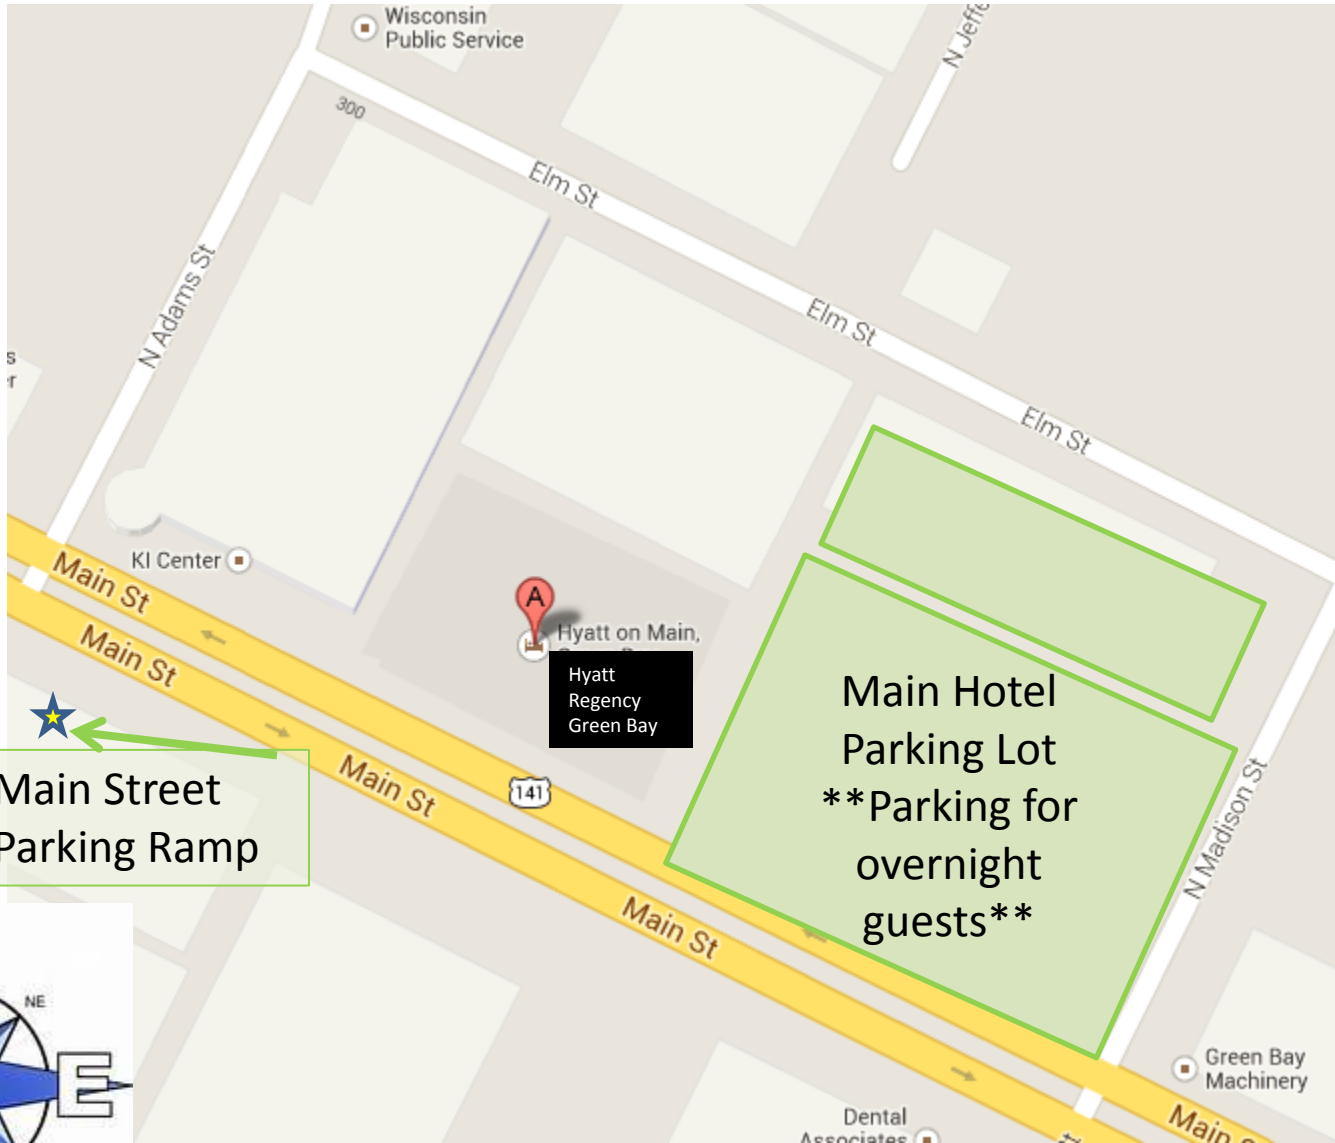 Wisconsin
Public Service
N Jeffe
300
Elm St
N Adams St
Elm St
s
r
Elm St
KI Center
Main St
A
Hyatt on Main,
Hyatt
Regency
Green Bay
Main St
Main Hotel
Parking Lot
**Parking for
overnight
guests**
Main St
141
Main Street
Parking Ramp
N Madison St
Main St
NE
E
Green Bay
Machinery
Dental
Associates
Main S